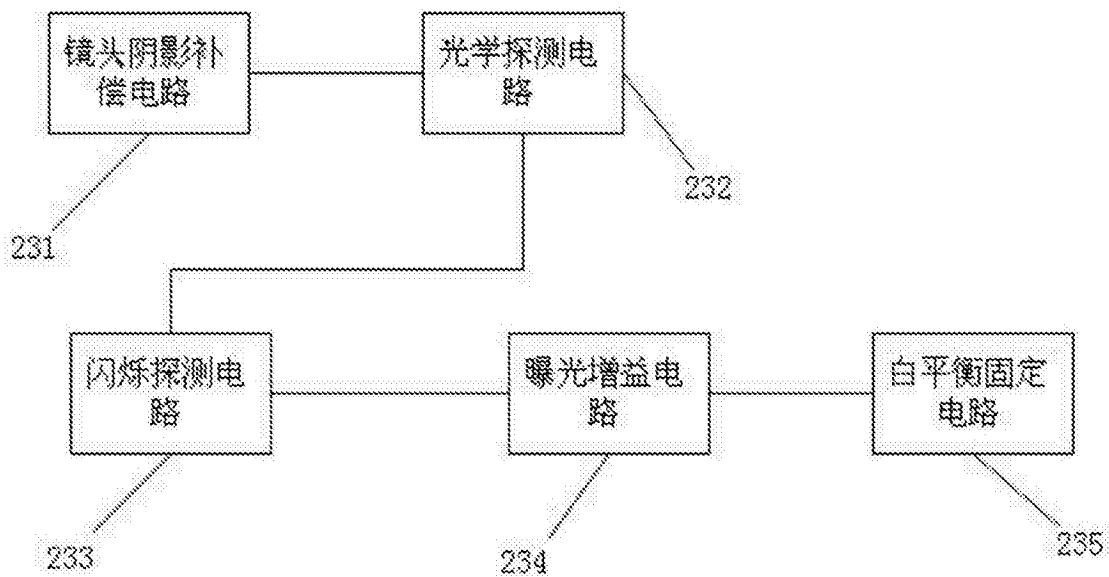 镜头阴影补
偿电路
光学探测电
路
231
232
闪烁探测电
路
曝光增益电
路
白平衡固定
电路
233
234
235